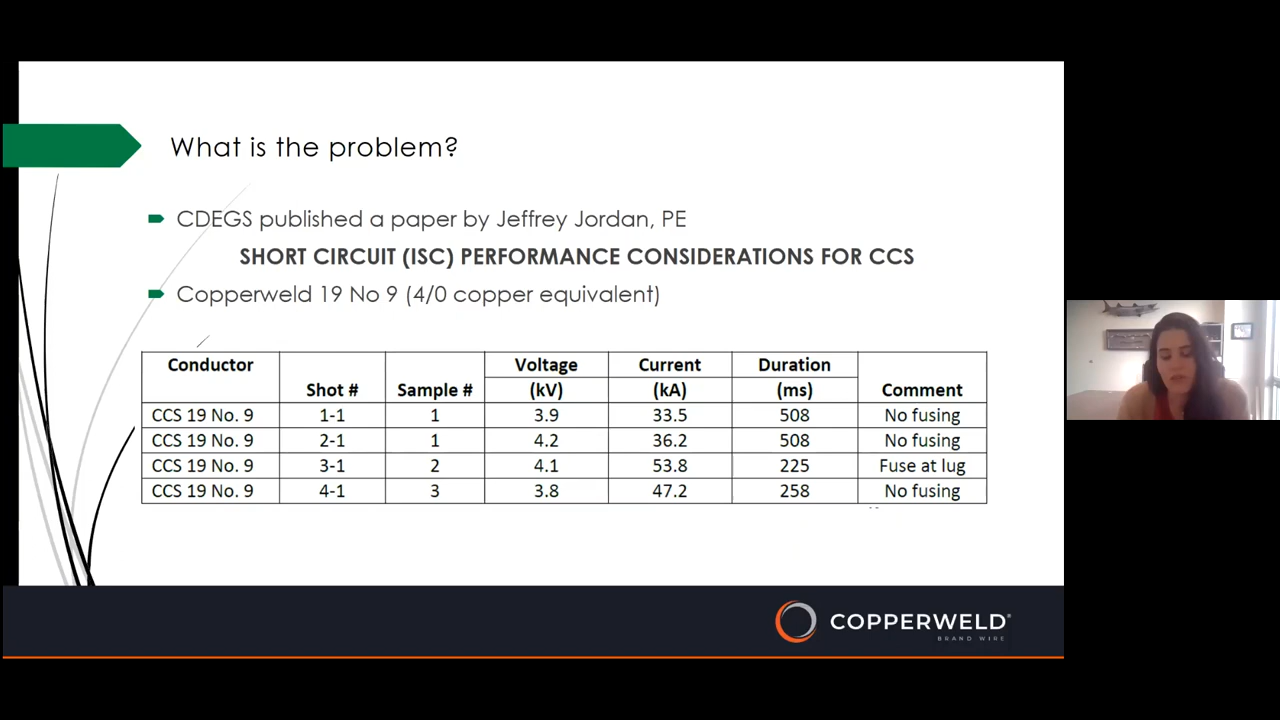 What is the problem?
CDEGS published a paper by Jeffrey Jordan, PE
SHORT CIRCUIT (ISC) PERFORMANCE CONSIDERATIONS FOR CCS
Copperweld 19 No 9 (4/0 copper equivalent)
Conductor Shot # Sample # Voltage (kV) Current (kA) Duration (ms) Comment
CCS 19 No. 9 1-1 1 3.9 33.5 508 No fusing
CCS 19 No. 9 2-1 1 4.2 36.2 508 No fusing
CCS 19 No. 9 3-1 2 4.1 53.8 225 Fuse at lug
CCS 19 No. 9 4-1 3 3.8 47.2 258 No fusing
COPPERWELD®
BRAND WIRE